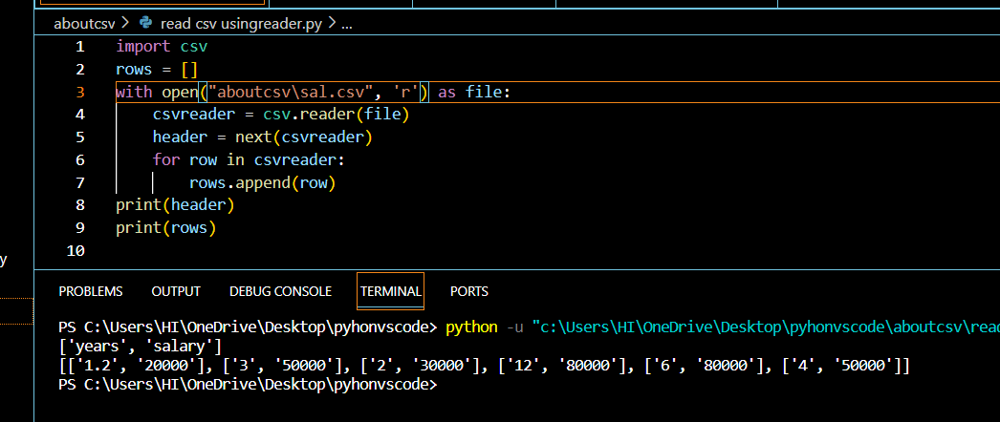 aboutcsv > read csv usingreader.py > ...
1 import csv
2 rows = []
3 with open("aboutcsv\sal.csv", 'r') as file:
4 csvreader = csv.reader(file)
5 header = next(csvreader)
6 for row in csvreader:
7 rows.append(row)
8 print(header)
9 print(rows)
10
y
PROBLEMS OUTPUT DEBUG CONSOLE TERMINAL PORTS
PS C:\Users\HI\OneDrive\Desktop\pyhonvscode> python -u "c:\Users\HI\OneDrive\Desktop\pyhonvscode\aboutcsv\read
['years', 'salary']
[['1.2', '20000'], ['3', '50000'], ['2', '30000'], ['12', '80000'], ['6', '80000'], ['4', '50000']]
PS C:\Users\HI\OneDrive\Desktop\pyhonvscode>